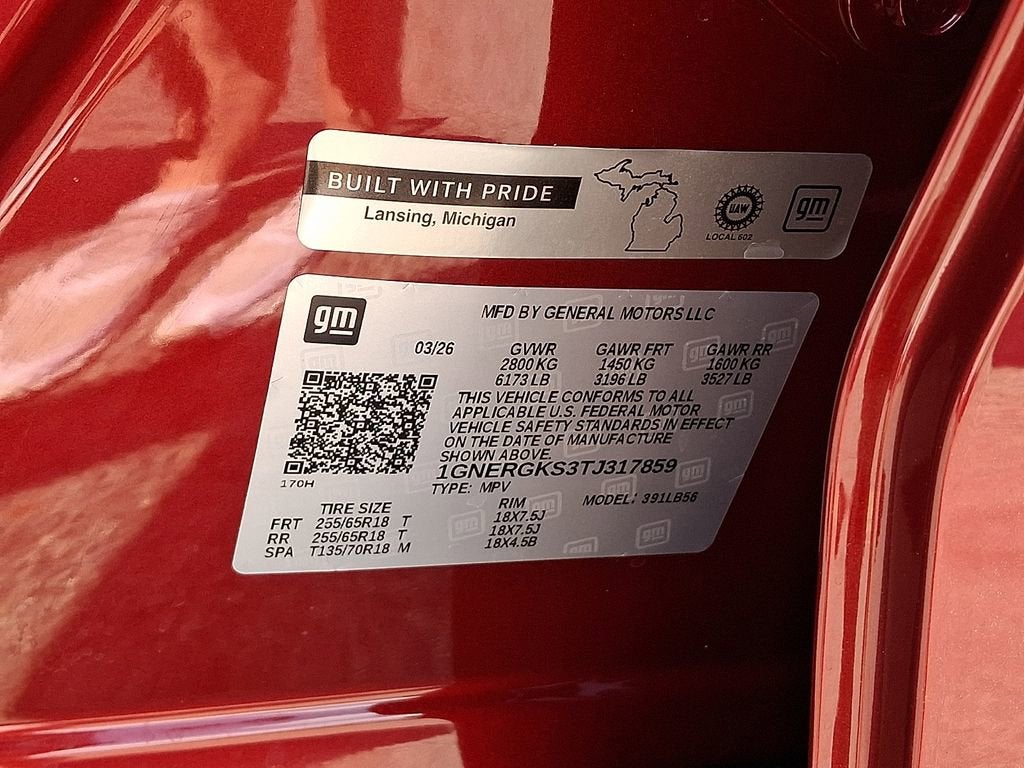 BUILT WITH PRIDE
Lansing, Michigan
UAW
LOCAL 602
gm
gm
MFD BY GENERAL MOTORS LLC
03/26 GVWR GAWR FRT GAWR RR
2800 KG 1450 KG 1600 KG
6173 LB 3196 LB 3527 LB
THIS VEHICLE CONFORMS TO ALL
APPLICABLE U.S. FEDERAL MOTOR
VEHICLE SAFETY STANDARDS IN EFFECT
ON THE DATE OF MANUFACTURE
SHOWN ABOVE.
1GNERGKS3TJ317859
170H
TYPE: MPV
MODEL: 391LB56
TIRE SIZE RIM
FRT 255/65R18 T 18X7.5J
RR 255/65R18 T 18X7.5J
SPA T135/70R18 M 18X4.5B